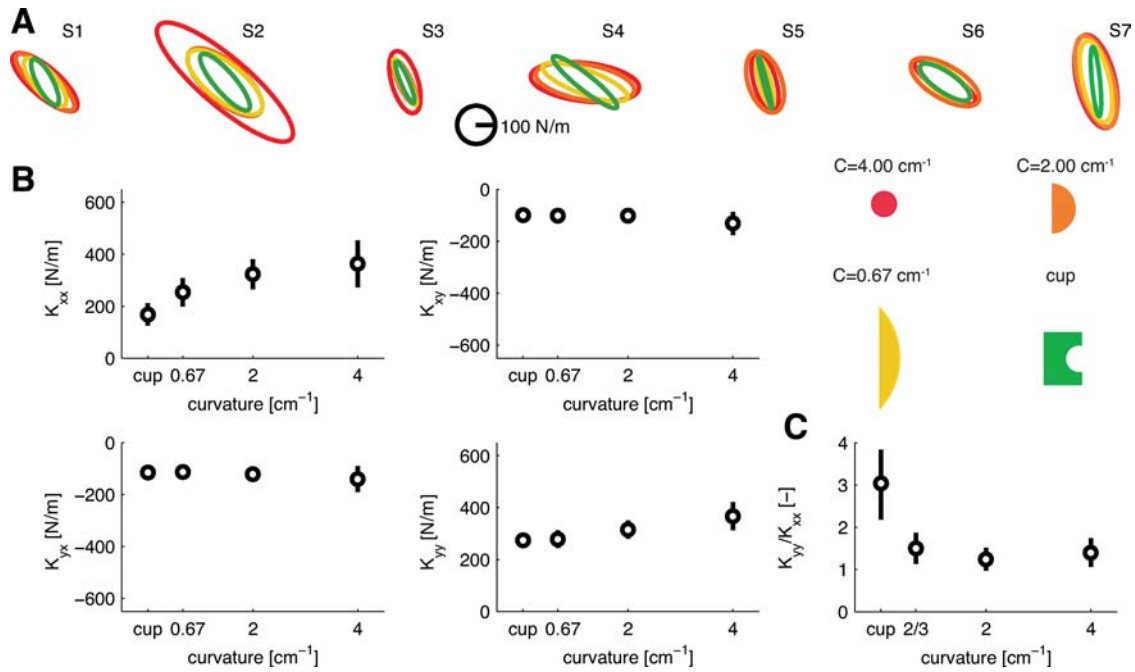 A
S1 S2 S3 S4 S5 S6 S7
100 N/m
B
600
400
200
0
K_xx [N/m]
cup 0.67 2 4
curvature [cm⁻¹]
0
−200
−400
−600
K_xy [N/m]
cup 0.67 2 4
curvature [cm⁻¹]
C=4.00 cm⁻¹ C=2.00 cm⁻¹
C=0.67 cm⁻¹ cup
0
−200
−400
−600
K_yx [N/m]
cup 0.67 2 4
curvature [cm⁻¹]
600
400
200
0
K_yy [N/m]
cup 0.67 2 4
curvature [cm⁻¹]
C
4
3
2
1
0
K_yy/K_xx [-]
cup 2/3 2 4
curvature [cm⁻¹]